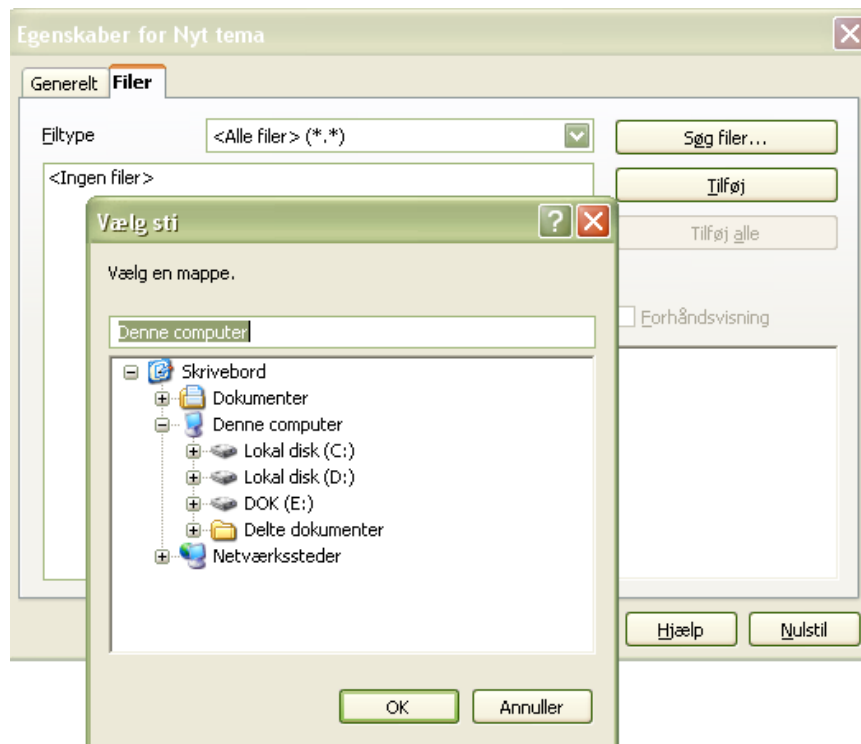 Egenskaber for Nyt tema
Generelt Filer
Filtype <Alle filer> (*.*) Søg filer...
<Ingen filer> Tilføj
Vælg sti
Tilføj alle
Vælg en mappe.
Forhåndsvisning
Denne computer
Skrivebord
Dokumenter
Denne computer
Lokal disk (C:)
Lokal disk (D:)
DOK (E:)
Delte dokumenter
Netværkssteder
Hjælp Nulstil
OK Annuller